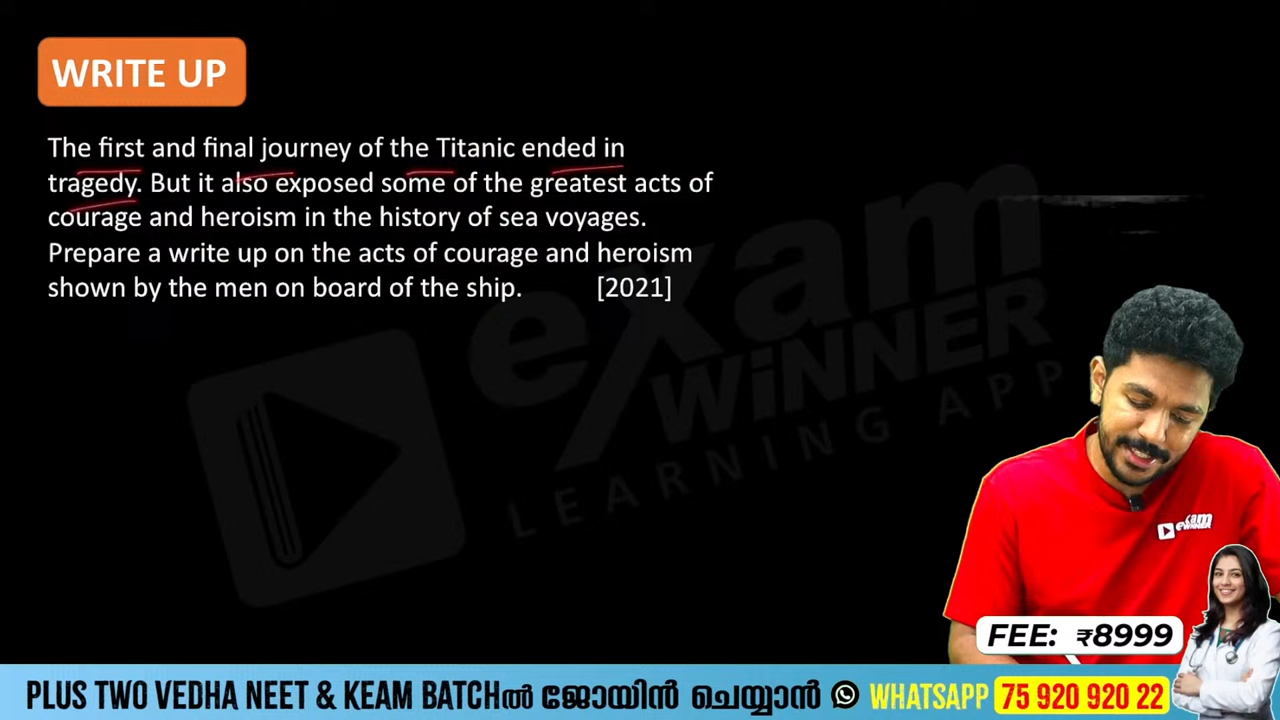 WRITE UP
The first and final journey of the Titanic ended in
tragedy. But it also exposed some of the greatest acts of
courage and heroism in the history of sea voyages.
Prepare a write up on the acts of courage and heroism
shown by the men on board of the ship. [2021]
exam
WiNNER
LEARNING APP
exam
WINNER
FEE: ₹8999
PLUS TWO VEDHA NEET & KEAM BATCHൽ ജോയിൻ ചെയ്യാൻ WHATSAPP 75 920 920 22